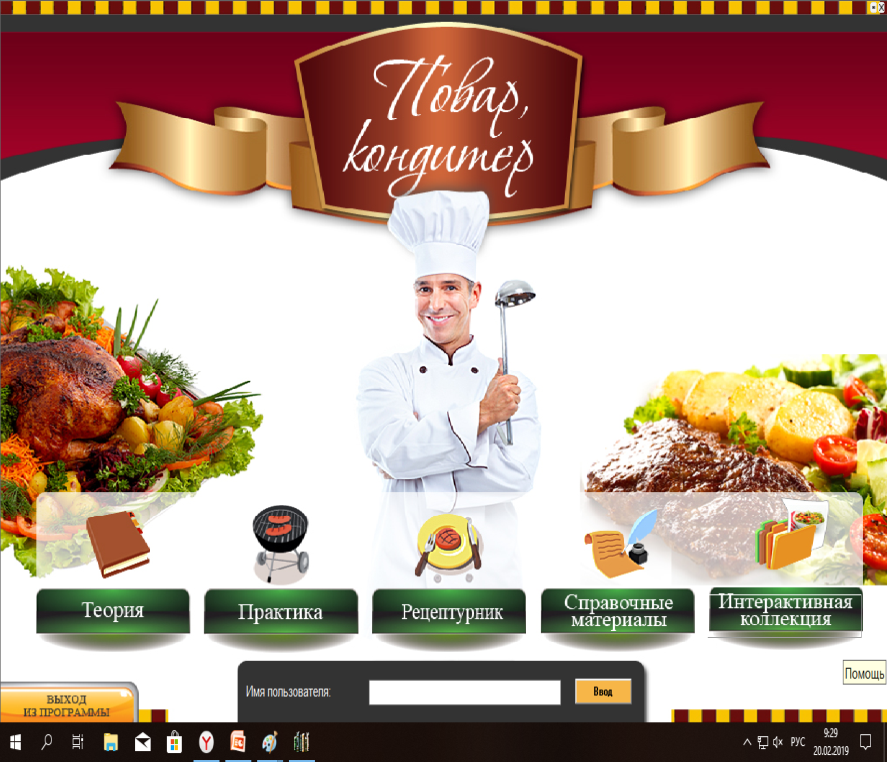 Повар,
кондитер
Теория
Практика
Рецептурник
Справочные
материалы
Интерактивная
коллекция
Помощь
Имя пользователя:
Ввод
ВЫХОД
ИЗ ПРОГРАММЫ
РУС
9:29
20.02.2019